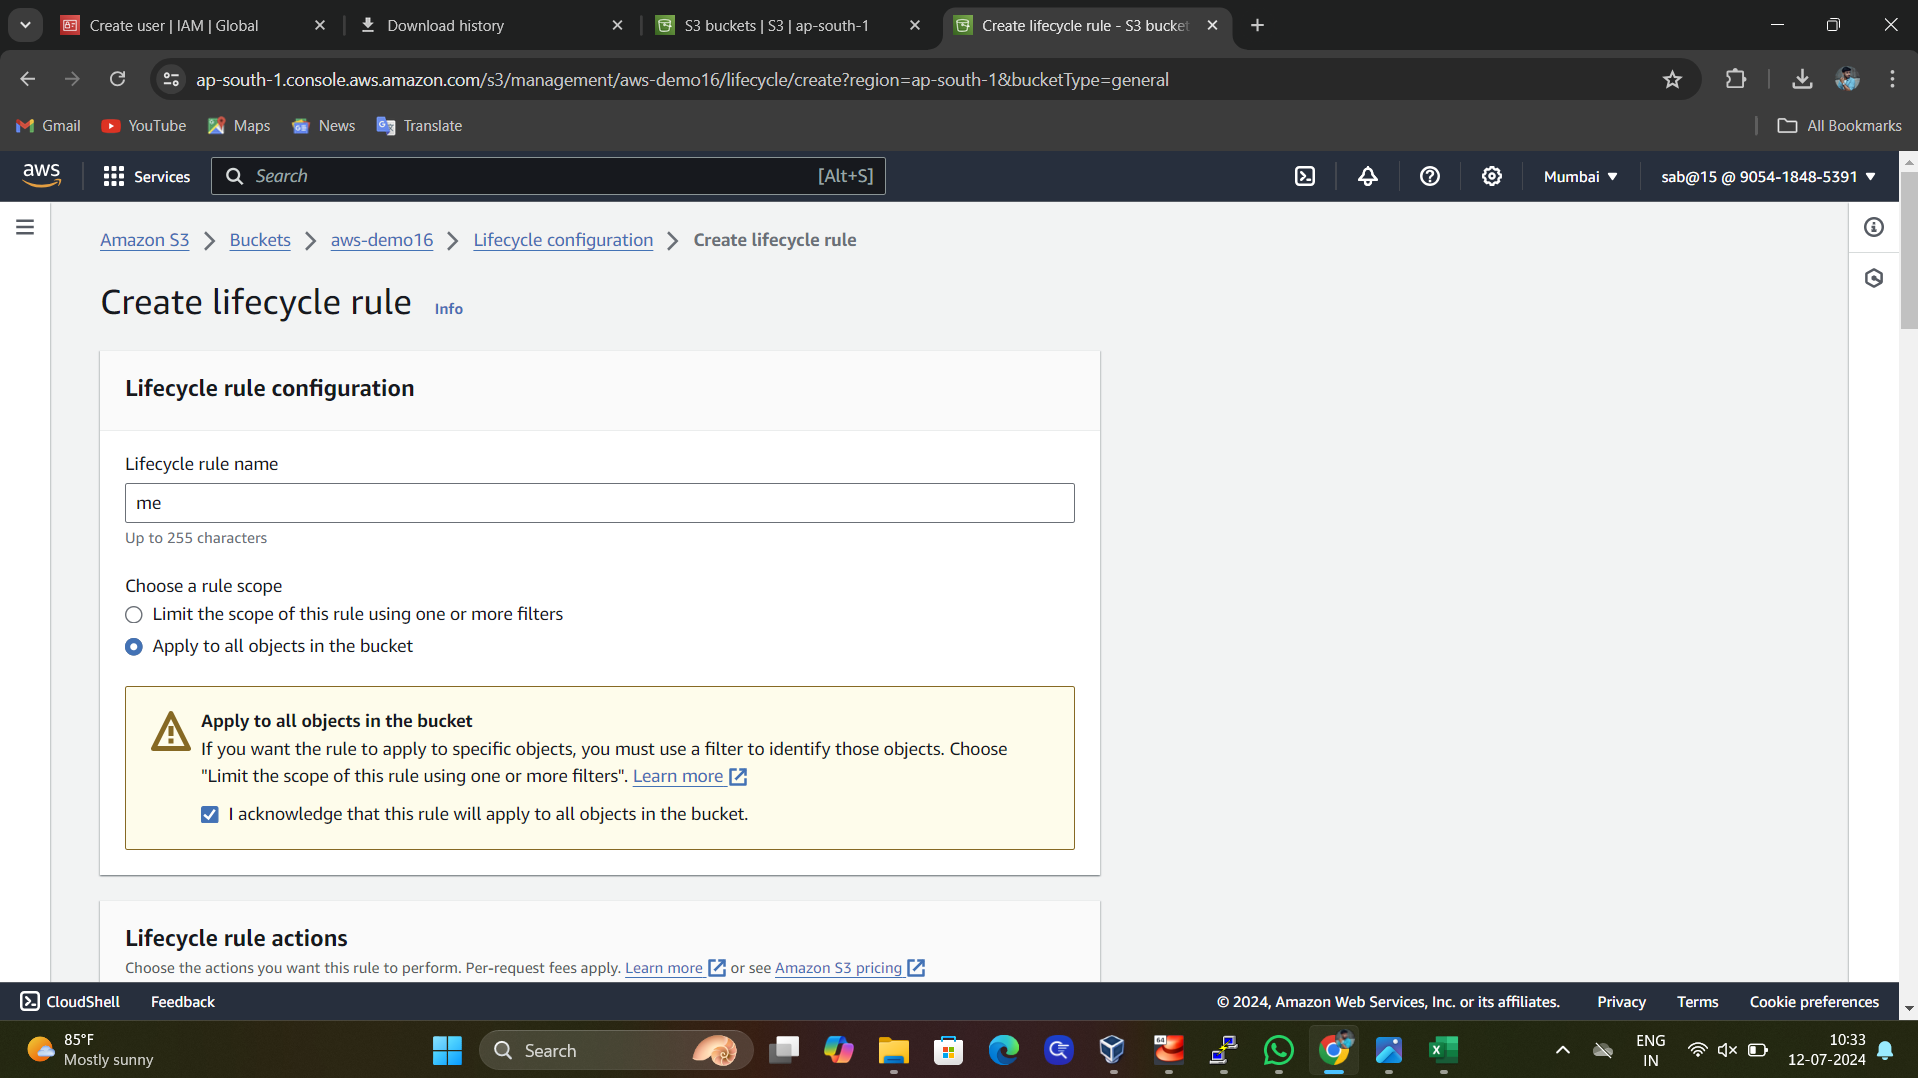 Create user | IAM | Global
Download history
S3 buckets | S3 | ap-south-1
Create lifecycle rule - S3 bucket
ap-south-1.console.aws.amazon.com/s3/management/aws-demo16/lifecycle/create?region=ap-south-1&bucketType=general
Gmail YouTube Maps News Translate All Bookmarks
aws Services Search [Alt+S] Mumbai ▼ sab@15 @ 9054-1848-5391 ▼
Amazon S3 > Buckets > aws-demo16 > Lifecycle configuration > Create lifecycle rule
Create lifecycle rule Info
Lifecycle rule configuration
Lifecycle rule name
me
Up to 255 characters
Choose a rule scope
Limit the scope of this rule using one or more filters
Apply to all objects in the bucket
Apply to all objects in the bucket
If you want the rule to apply to specific objects, you must use a filter to identify those objects. Choose
"Limit the scope of this rule using one or more filters". Learn more
I acknowledge that this rule will apply to all objects in the bucket.
Lifecycle rule actions
Choose the actions you want this rule to perform. Per-request fees apply. Learn more or see Amazon S3 pricing
CloudShell Feedback © 2024, Amazon Web Services, Inc. or its affiliates. Privacy Terms Cookie preferences
85°F
Mostly sunny
Search
ENG
IN
10:33
12-07-2024